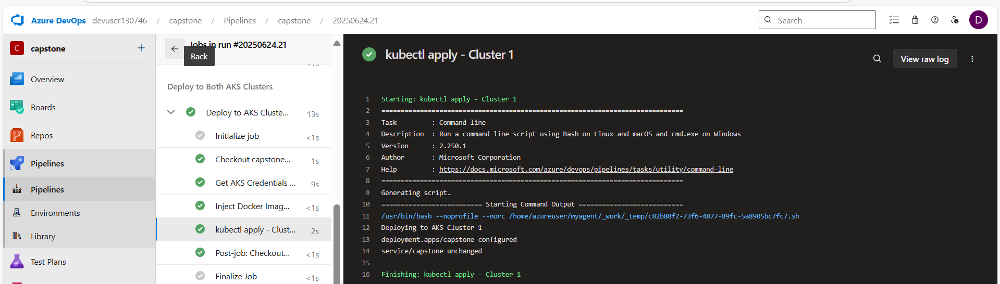 Azure DevOps devuser130746 / capstone / Pipelines / capstone / 20250624.21
Search
D
C capstone +
Overview
Boards
Repos
Pipelines
Pipelines
Environments
Library
Test Plans
Jobs in run #20250624.21
Back
<1s
Deploy to Both AKS Clusters
Deploy to AKS Cluste... 13s
Initialize job <1s
Checkout capstone... 1s
Get AKS Credentials ... 9s
Inject Docker Imag... <1s
kubectl apply - Clust... 2s
Post-job: Checkout... <1s
Finalize Job <1s
kubectl apply - Cluster 1
View raw log
1 Starting: kubectl apply - Cluster 1
2 ==============================================================================
3 Task : Command line
4 Description : Run a command line script using Bash on Linux and macOS and cmd.exe on Windows
5 Version : 2.250.1
6 Author : Microsoft Corporation
7 Help : https://docs.microsoft.com/azure/devops/pipelines/tasks/utility/command-line
8 ==============================================================================
9 Generating script.
10 ========================== Starting Command Output ===========================
11 /usr/bin/bash --noprofile --norc /home/azureuser/myagent/_work/_temp/c82b88f2-73f6-4877-89fc-5a8905bc7fc7.sh
12 Deploying to AKS Cluster 1
13 deployment.apps/capstone configured
14 service/capstone unchanged
15
16 Finishing: kubectl apply - Cluster 1